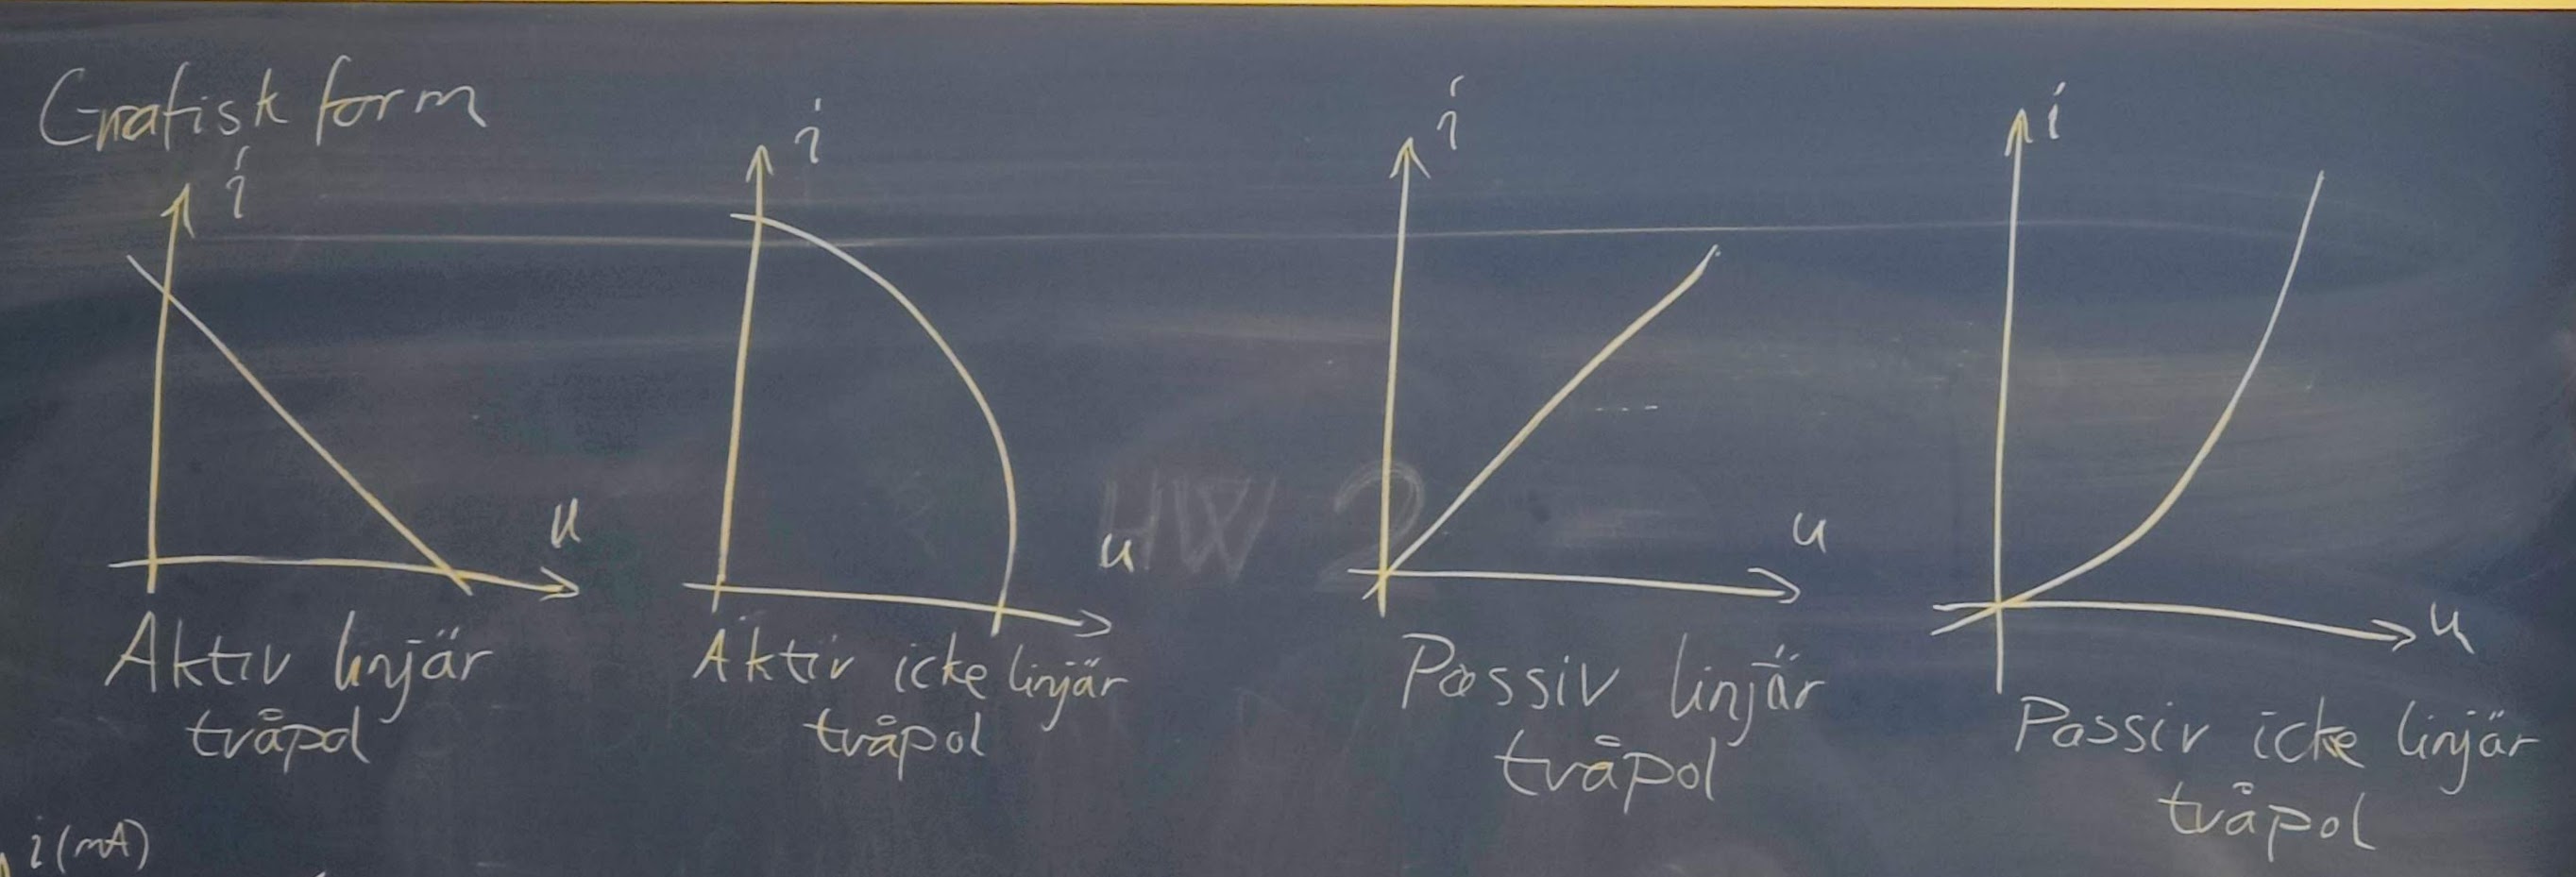 Grafisk form
i
u
Aktiv linjär
tvåpol
i
u
Aktiv icke linjär
tvåpol
HW 2
i
u
Passiv linjär
tvåpol
i
u
Passiv icke linjär
tvåpol
i (mA)